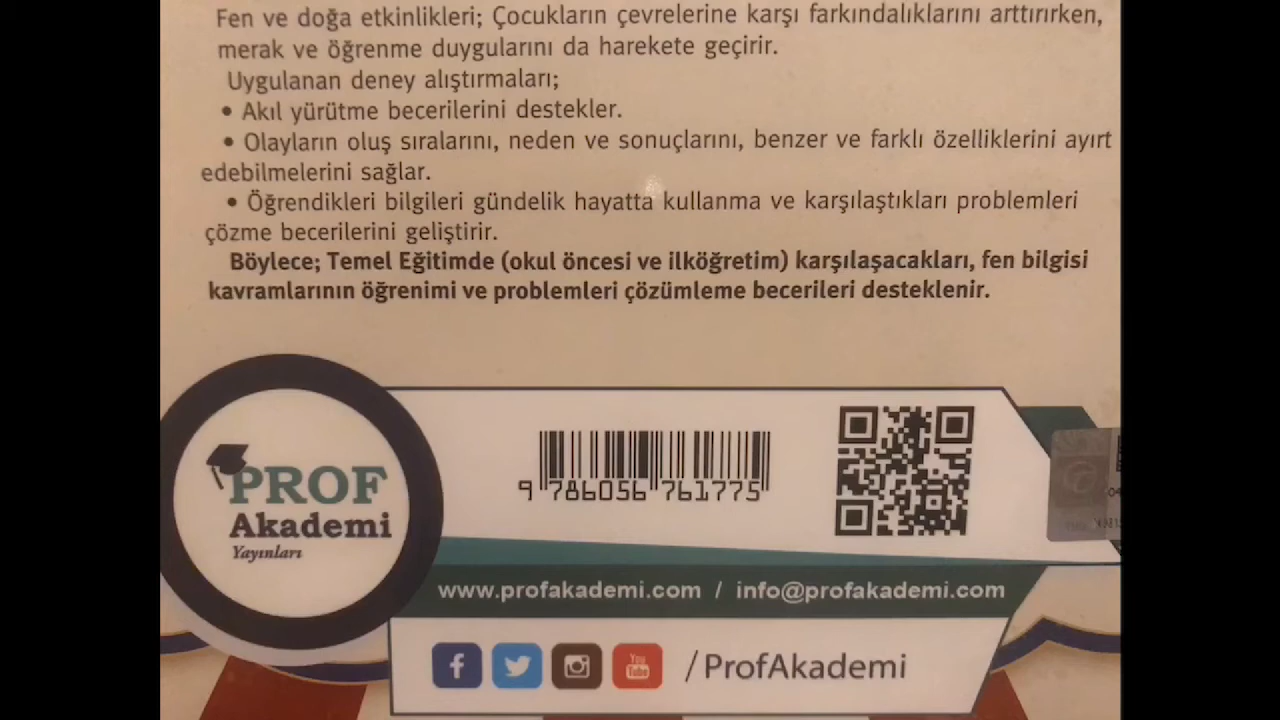 Fen ve doğa etkinlikleri; Çocukların çevrelerine karşı farkındalıklarını arttırırken,
merak ve öğrenme duygularını da harekete geçirir.
Uygulanan deney alıştırmaları;
• Akıl yürütme becerilerini destekler.
• Olayların oluş sıralarını, neden ve sonuçlarını, benzer ve farklı özelliklerini ayırt
edebilmelerini sağlar.
• Öğrendikleri bilgileri gündelik hayatta kullanma ve karşılaştıkları problemleri
çözme becerilerini geliştirir.
Böylece; Temel Eğitimde (okul öncesi ve ilköğretim) karşılaşacakları, fen bilgisi
kavramlarının öğrenimi ve problemleri çözümleme becerileri desteklenir.
PROF
Akademi
Yayınları
9 786056 761775
www.profakademi.com / info@profakademi.com
f You Tube /ProfAkademi